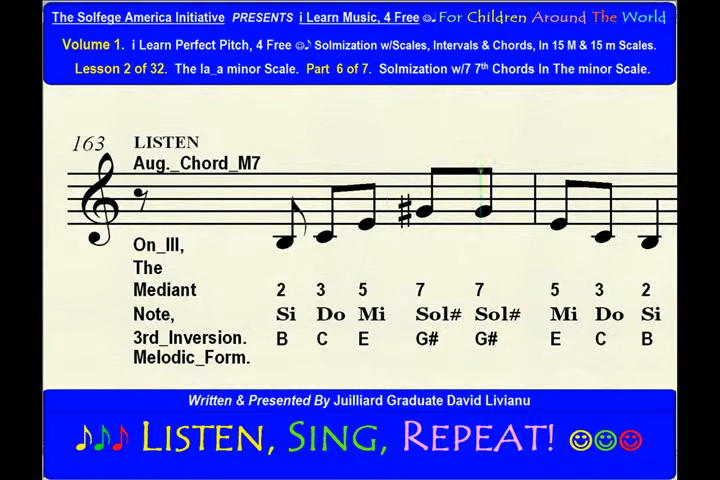 The Solfege America Initiative PRESENTS i Learn Music, 4 Free ☺♪ For Children Around The World
Volume 1. i Learn Perfect Pitch, 4 Free ☺♪ Solmization w/Scales, Intervals & Chords, In 15 M & 15 m Scales.
Lesson 2 of 32. The la_a minor Scale. Part 6 of 7. Solmization w/7 7th Chords In The minor Scale.
163 LISTEN
Aug._Chord_M7
On_III,
The
Mediant 2 3 5 7 7 5 3 2
Note, Si Do Mi Sol# Sol# Mi Do Si
3rd_Inversion. B C E G# G# E C B
Melodic_Form.
Written & Presented By Juilliard Graduate David Livianu
♪♪♪ LISTEN, SING, REPEAT! ☺☺☺